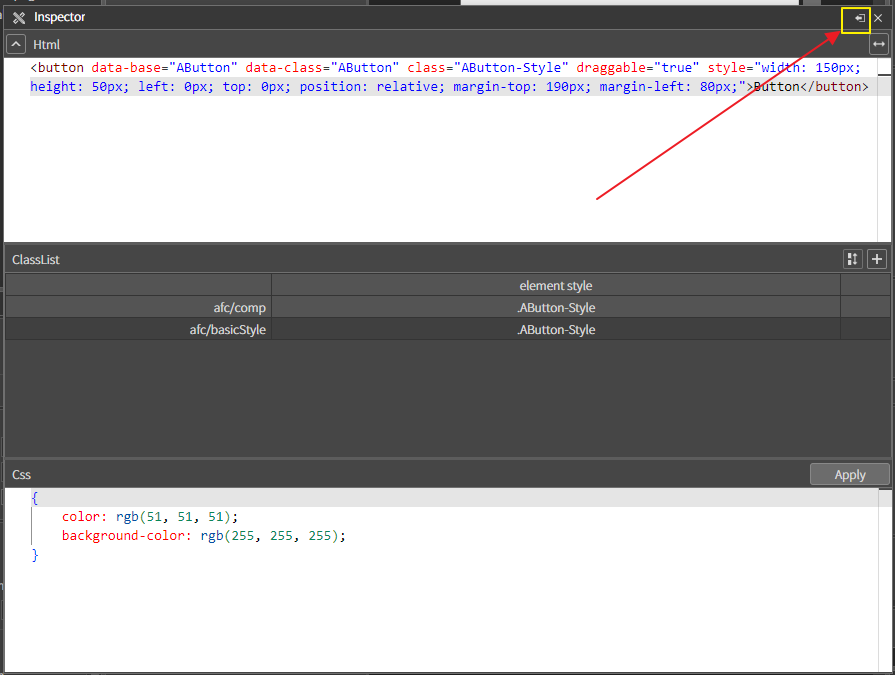 Inspector
Html
<button data-base="AButton" data-class="AButton" class="AButton-Style" draggable="true" style="width: 150px;
height: 50px; left: 0px; top: 0px; position: relative; margin-top: 190px; margin-left: 80px;">Button</button>
ClassList
element style
afc/comp .AButton-Style
afc/basicStyle .AButton-Style
Css Apply
{
color: rgb(51, 51, 51);
background-color: rgb(255, 255, 255);
}